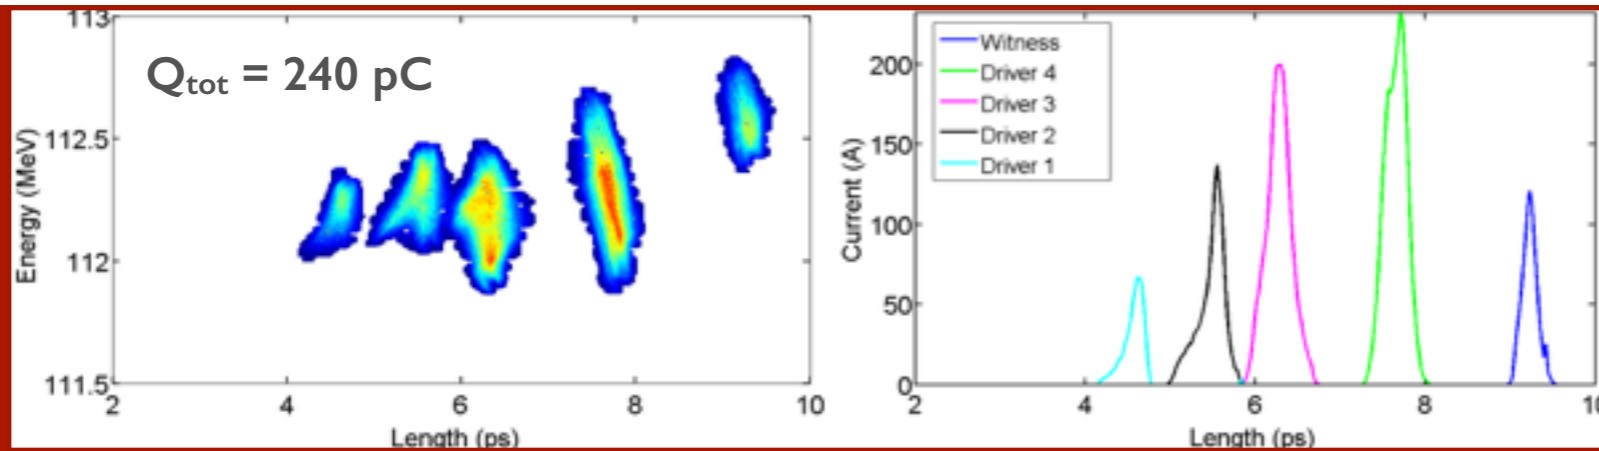 Q_tot = 240 pC
Energy (MeV)
113
112.5
112
111.5
2 4 6 8 10
Length (ps)
Current (A)
200
150
100
50
0
Witness
Driver 4
Driver 3
Driver 2
Driver 1
2 4 6 8 10
Length (ps)